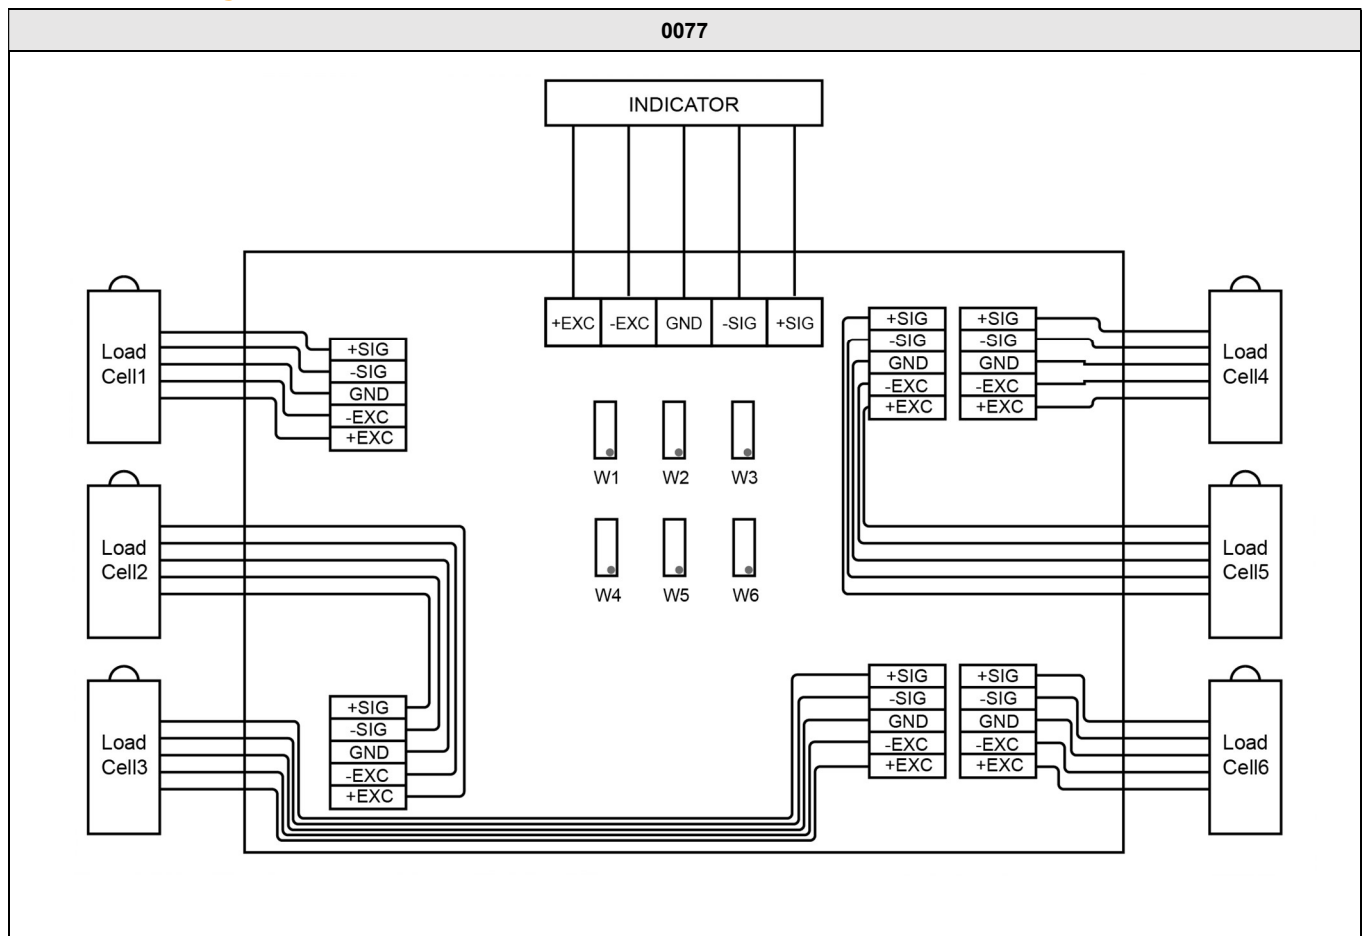 0077
INDICATOR
+EXC -EXC GND -SIG +SIG
Load
Cell1
+SIG
-SIG
GND
-EXC
+EXC
Load
Cell2
+SIG
-SIG
GND
-EXC
+EXC
Load
Cell3
W1 W2 W3
W4 W5 W6
+SIG
-SIG
GND
-EXC
+EXC
+SIG
-SIG
GND
-EXC
+EXC
Load
Cell4
Load
Cell5
+SIG
-SIG
GND
-EXC
+EXC
+SIG
-SIG
GND
-EXC
+EXC
Load
Cell6